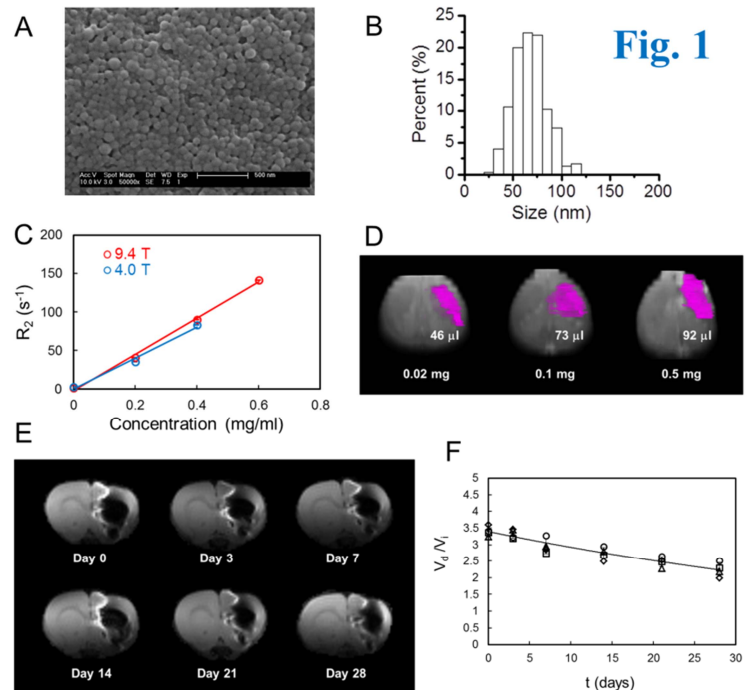 A
Acc.V Spot Magn Det WD Exp
10.0 kV 3.0 50000x SE 7.5 1
500 nm
B
Fig. 1
Percent (%)
25
20
15
10
5
0
0 50 100 150 200
Size (nm)
C
200
150
100
50
0
9.4 T
4.0 T
R2 (s-1)
0 0.2 0.4 0.6 0.8
Concentration (mg/ml)
D
46 µl 73 µl 92 µl
0.02 mg 0.1 mg 0.5 mg
E
Day 0 Day 3 Day 7
Day 14 Day 21 Day 28
F
Vd /Vi
5
4.5
4
3.5
3
2.5
2
1.5
1
0.5
0
0 5 10 15 20 25 30
t (days)